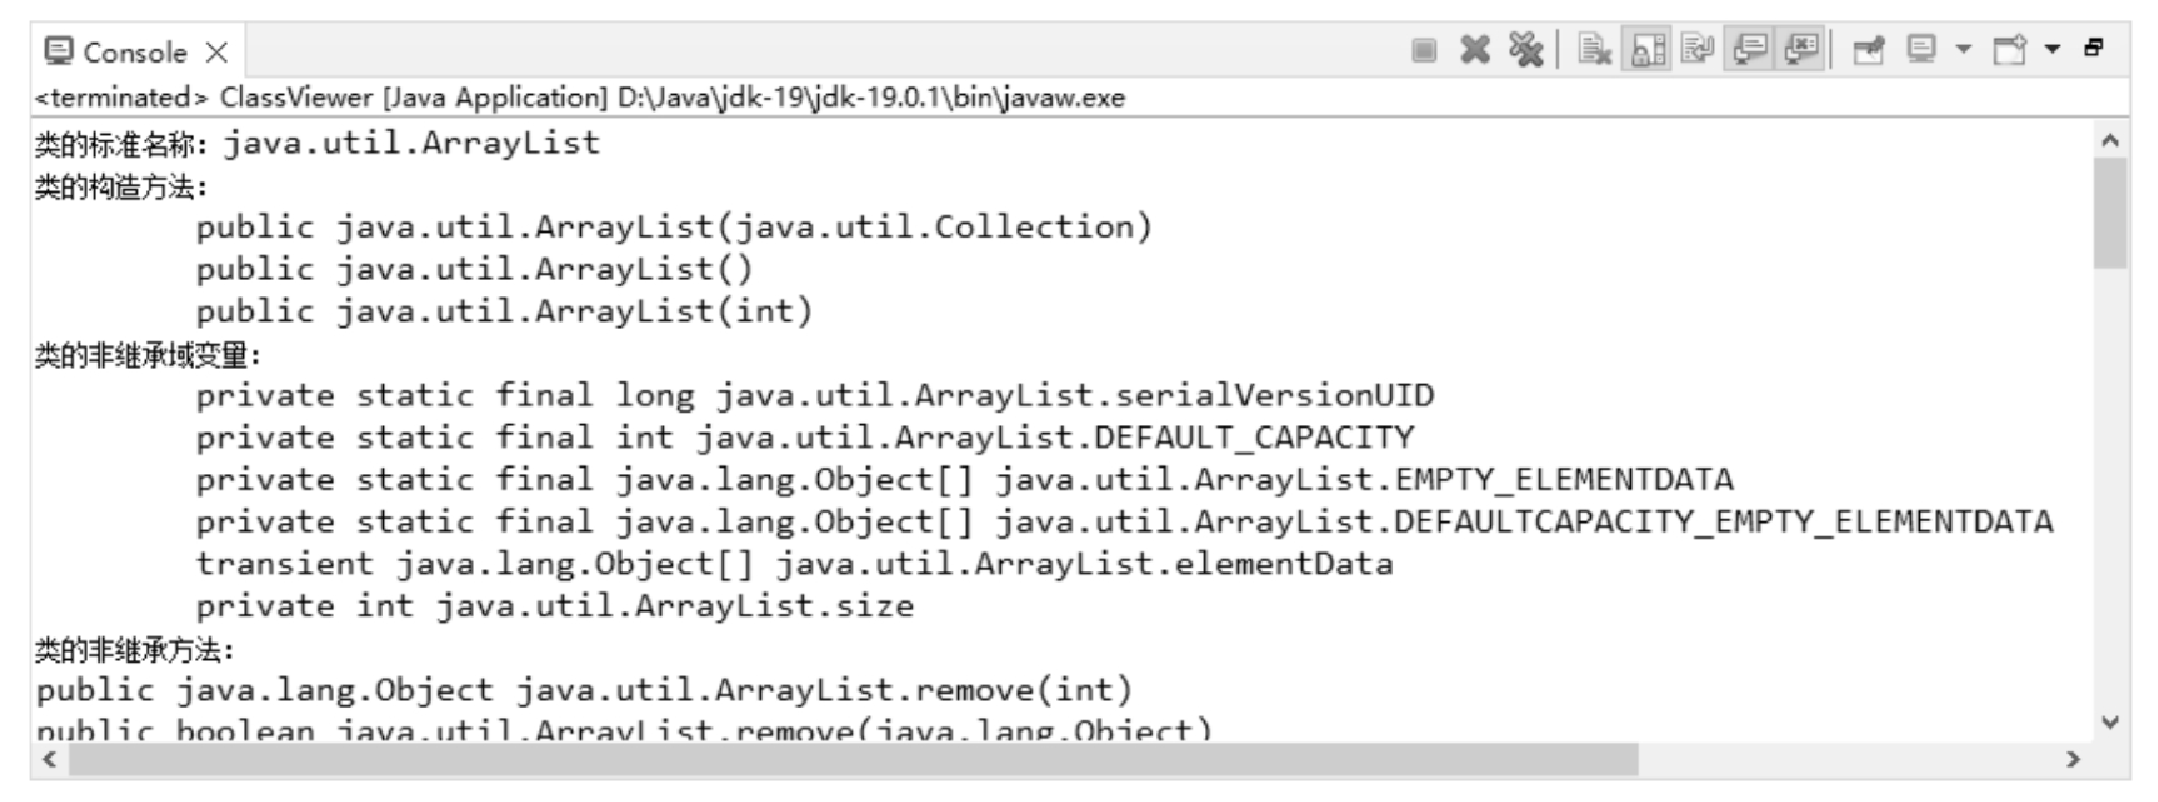 Console
<terminated> ClassViewer [Java Application] D:\Java\jdk-19\jdk-19.0.1\bin\javaw.exe
类的标准名称：java.util.ArrayList
类的构造方法：
public java.util.ArrayList(java.util.Collection)
public java.util.ArrayList()
public java.util.ArrayList(int)
类的非继承域变量：
private static final long java.util.ArrayList.serialVersionUID
private static final int java.util.ArrayList.DEFAULT_CAPACITY
private static final java.lang.Object[] java.util.ArrayList.EMPTY_ELEMENTDATA
private static final java.lang.Object[] java.util.ArrayList.DEFAULTCAPACITY_EMPTY_ELEMENTDATA
transient java.lang.Object[] java.util.ArrayList.elementData
private int java.util.ArrayList.size
类的非继承方法：
public java.lang.Object java.util.ArrayList.remove(int)
public boolean java.util.ArrayList.remove(java.lang.Object)